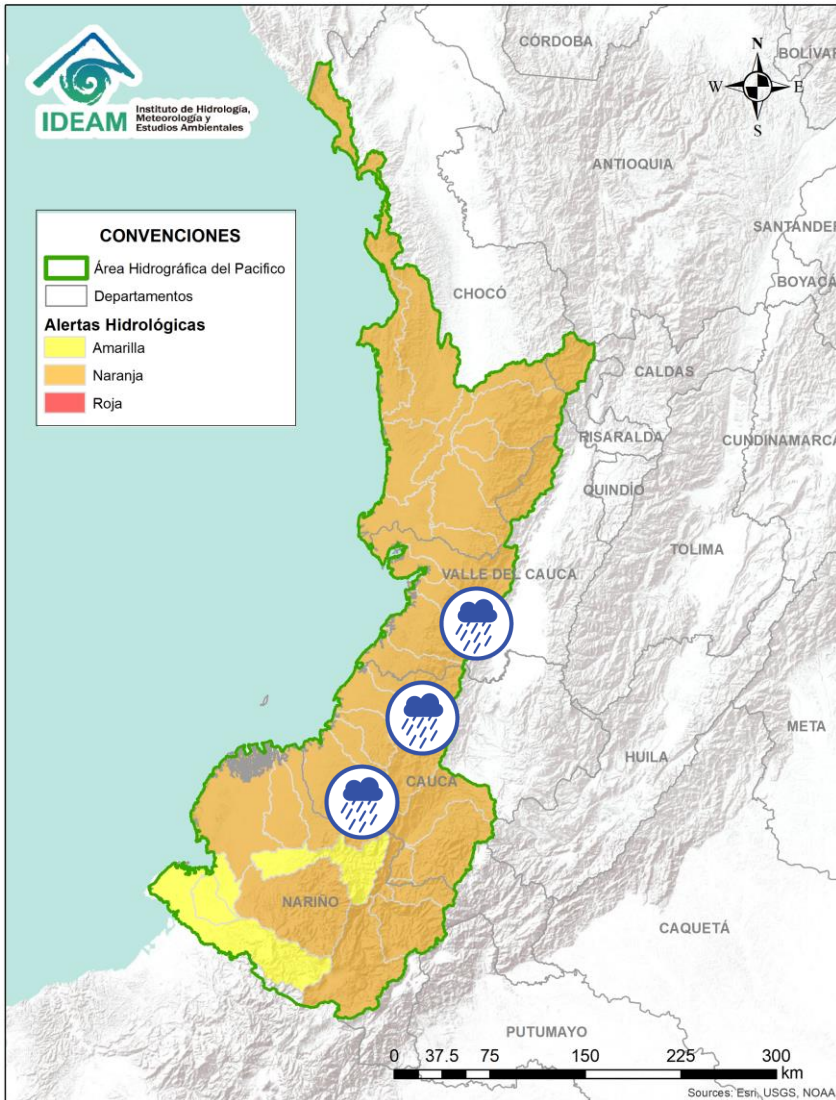 IDEAM
Instituto de Hidrología,
Meteorología y
Estudios Ambientales
N
W E
S
CONVENCIONES
Área Hidrográfica del Pacifico
Departamentos
Alertas Hidrológicas
Amarilla
Naranja
Roja
CÓRDOBA
BOLÍVAR
ANTIOQUIA
SANTANDER
BOYACÁ
CHOCÓ
CALDAS
RISARALDA
CUNDINAMARCA
QUINDÍO
TOLIMA
VALLE DEL CAUCA
META
HUILA
CAUCA
NARIÑO
CAQUETÁ
PUTUMAYO
0 37.5 75 150 225 300
km
Sources: Esri, USGS, NOAA